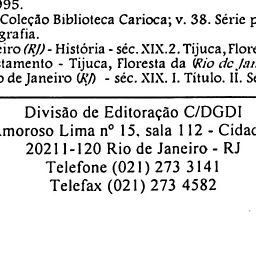 995.
Coleção Biblioteca Carioca; v. 38. Série p
grafia.
eiro (RJ) - História - séc. XIX. 2. Tijuca, Flore
stamento - Tijuca, Floresta da (Rio de Jan
o de Janeiro (RJ) - séc. XIX. I. Título. II. Se
Divisão de Editoração C/DGDI
Amoroso Lima nº 15, sala 112 - Cidad
20211-120 Rio de Janeiro - RJ
Telefone (021) 273 3141
Telefax (021) 273 4582